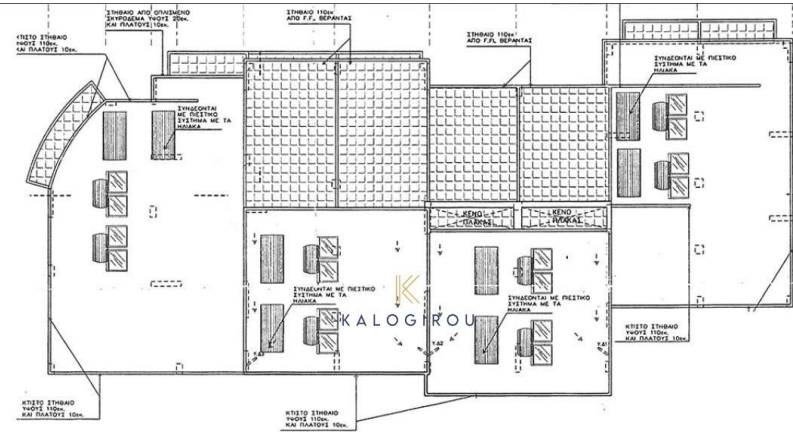 ΣΤΗΘΑΙΟ ΑΠΟ ΟΠΛΙΣΜΕΝΟ
ΣΚΥΡΟΔΕΜΑ ΥΨΟΥΣ 20εκ.
ΚΑΙ ΠΛΑΤΟΥΣ 10εκ.
ΣΤΗΘΑΙΟ 110εκ
ΑΠΟ F.F. ΒΕΡΑΝΤΑΣ
ΣΤΗΘΑΙΟ 110εκ
ΑΠΟ F.F. ΒΕΡΑΝΤΑΣ
ΚΤΙΣΤΟ ΣΤΗΘΑΙΟ
ΥΨΟΥΣ 110εκ.
ΚΑΙ ΠΛΑΤΟΥΣ 10εκ.
ΣΥΝΔΕΟΝΤΑΙ
ΜΕ ΠΙΕΣΤΙΚΟ
ΣΥΣΤΗΜΑ ΜΕ ΤΑ
ΗΛΙΑΚΑ
ΣΥΝΔΕΟΝΤΑΙ ΜΕ ΠΙΕΣΤΙΚΟ
ΣΥΣΤΗΜΑ ΜΕ ΤΑ
ΗΛΙΑΚΑ
ΚΕΝΟ
ΠΛΑΚΑΣ
ΚΕΝΟ
ΠΛΑΚΑΣ
ΣΥΝΔΕΟΝΤΑΙ ΜΕ ΠΙΕΣΤΙΚΟ
ΣΥΣΤΗΜΑ ΜΕ ΤΑ
ΗΛΙΑΚΑ
ΣΥΝΔΕΟΝΤΑΙ ΜΕ ΠΙΕΣΤΙΚΟ
ΣΥΣΤΗΜΑ ΜΕ ΤΑ
ΗΛΙΑΚΑ
KALOGIROU
Υ.Δ2
ΚΤΙΣΤΟ ΣΤΗΘΑΙΟ
ΥΨΟΥΣ 110εκ.
ΚΑΙ ΠΛΑΤΟΥΣ 10εκ.
ΚΤΙΣΤΟ ΣΤΗΘΑΙΟ
ΥΨΟΥΣ 110εκ.
ΚΑΙ ΠΛΑΤΟΥΣ 10εκ.
ΚΤΙΣΤΟ ΣΤΗΘΑΙΟ
ΥΨΟΥΣ 110εκ.
ΚΑΙ ΠΛΑΤΟΥΣ 10εκ.